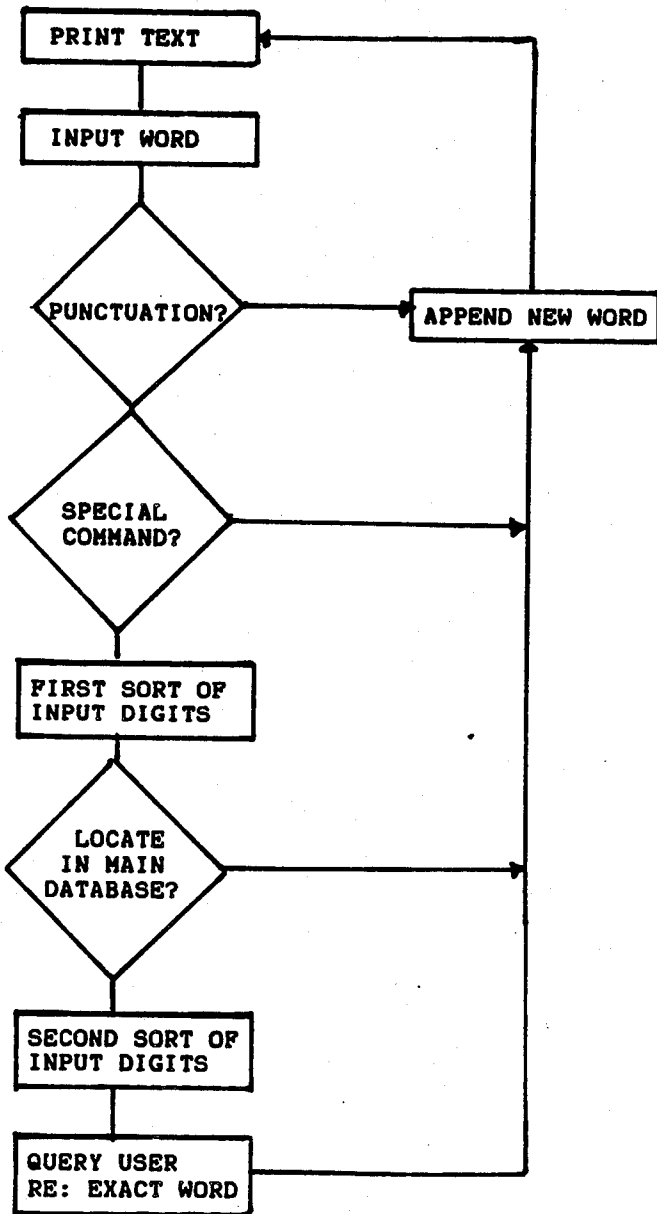 PRINT TEXT
INPUT WORD
PUNCTUATION?
APPEND NEW WORD
SPECIAL
COMMAND?
FIRST SORT OF
INPUT DIGITS
LOCATE
IN MAIN
DATABASE?
SECOND SORT OF
INPUT DIGITS
QUERY USER
RE: EXACT WORD